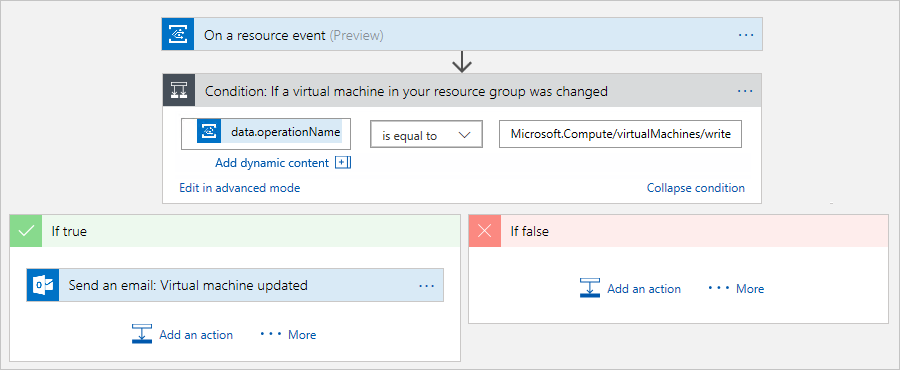 On a resource event (Preview)
Condition: If a virtual machine in your resource group was changed
data.operationName is equal to Microsoft.Compute/virtualMachines/write
Add dynamic content
Edit in advanced mode Collapse condition
If true
Send an email: Virtual machine updated
Add an action More
If false
Add an action More